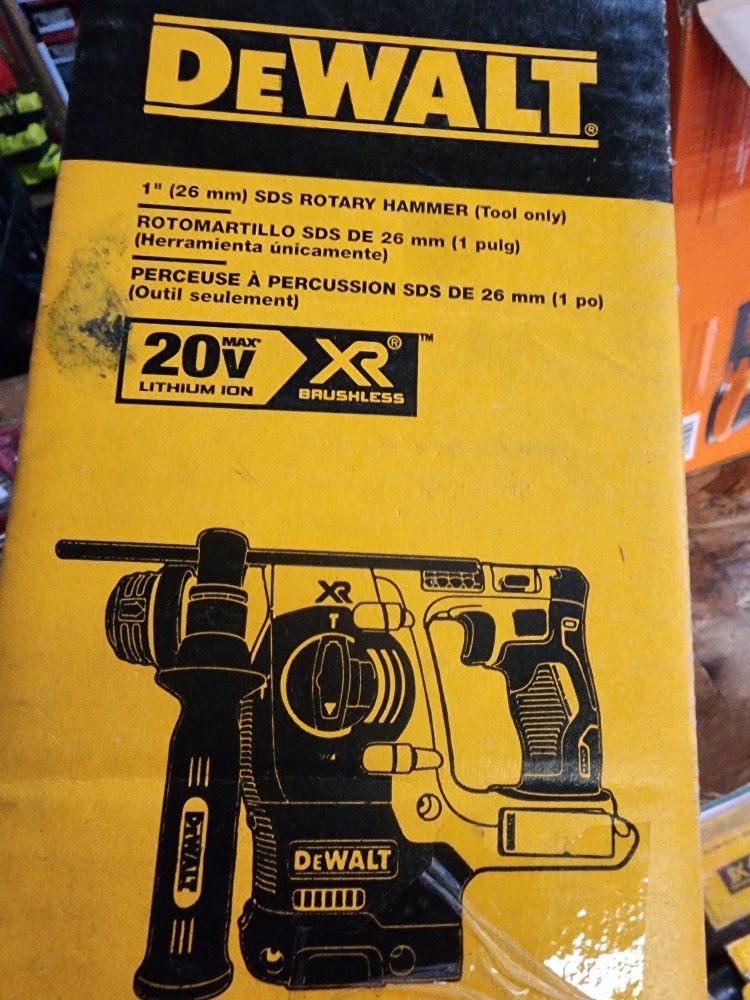 DEWALT®
1" (26 mm) SDS ROTARY HAMMER (Tool only)
ROTOMARTILLO SDS DE 26 mm (1 pulg)
(Herramienta únicamente)
PERCEUSE À PERCUSSION SDS DE 26 mm (1 po)
(Outil seulement)
20V MAX* XR® ™
LITHIUM ION BRUSHLESS
XR
T
DEWALT
DEWALT